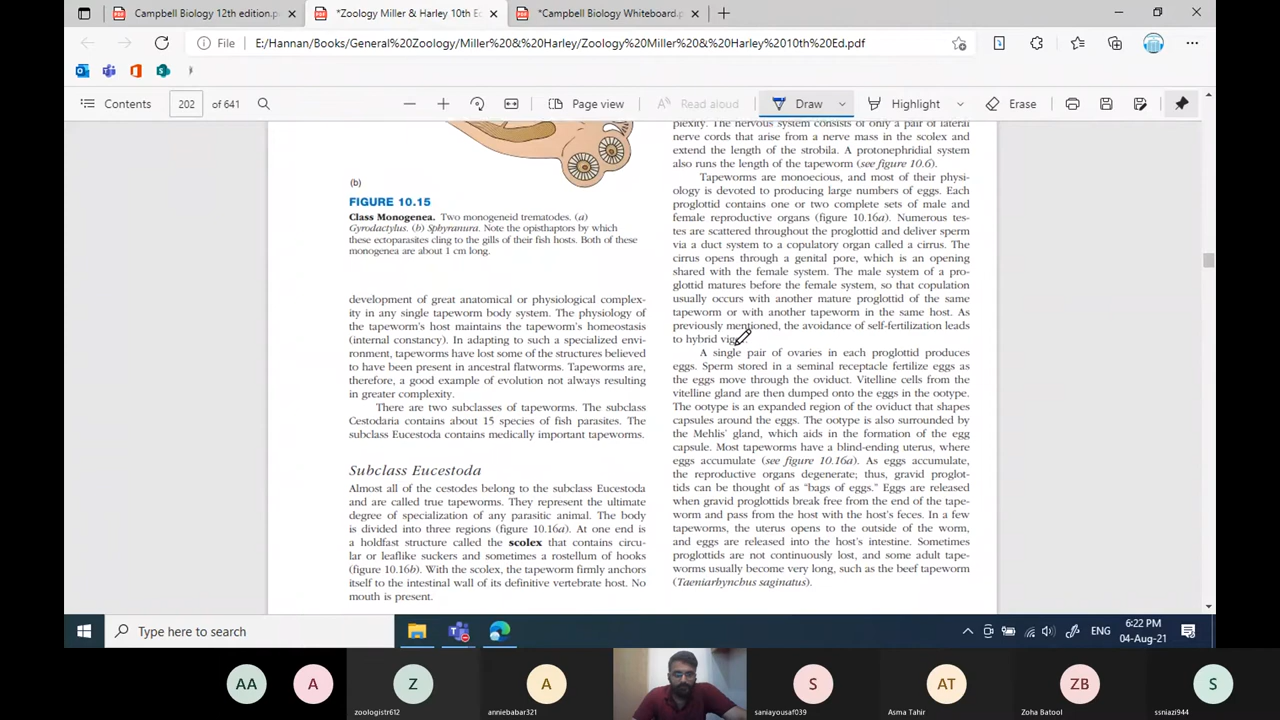 Campbell Biology 12th edition.p
*Zoology Miller & Harley 10th Ec
*Campbell Biology Whiteboard.p
File
E:/Hannan/Books/General%20Zoology/Miller%20&%20Harley/Zoology%20Miller%20&%20Harley%2010th%20Ed.pdf
Contents
202
of 641
Page view
Read aloud
Draw
Highlight
Erase
(b)
FIGURE 10.15
Class Monogenea. Two monogeneid trematodes. (a)
Gyrodactylus. (b) Sphyranura. Note the opisthaptors by which
these ectoparasites cling to the gills of their fish hosts. Both of these
monogenea are about 1 cm long.
development of great anatomical or physiological complex-
ity in any single tapeworm body system. The physiology of
the tapeworm's host maintains the tapeworm's homeostasis
(internal constancy). In adapting to such a specialized envi-
ronment, tapeworms have lost some of the structures believed
to have been present in ancestral flatworms. Tapeworms are,
therefore, a good example of evolution not always resulting
in greater complexity.
There are two subclasses of tapeworms. The subclass
Cestodaria contains about 15 species of fish parasites. The
subclass Eucestoda contains medically important tapeworms.
Subclass Eucestoda
Almost all of the cestodes belong to the subclass Eucestoda
and are called true tapeworms. They represent the ultimate
degree of specialization of any parasitic animal. The body
is divided into three regions (figure 10.16a). At one end is
a holdfast structure called the scolex that contains circu-
lar or leaflike suckers and sometimes a rostellum of hooks
(figure 10.16b). With the scolex, the tapeworm firmly anchors
itself to the intestinal wall of its definitive vertebrate host. No
mouth is present.
plexity. The nervous system consists of only a pair of lateral
nerve cords that arise from a nerve mass in the scolex and
extend the length of the strobila. A protonephridial system
also runs the length of the tapeworm (see figure 10.6).
Tapeworms are monoecious, and most of their physi-
ology is devoted to producing large numbers of eggs. Each
proglottid contains one or two complete sets of male and
female reproductive organs (figure 10.16a). Numerous tes-
tes are scattered throughout the proglottid and deliver sperm
via a duct system to a copulatory organ called a cirrus. The
cirrus opens through a genital pore, which is an opening
shared with the female system. The male system of a pro-
glottid matures before the female system, so that copulation
usually occurs with another mature proglottid of the same
tapeworm or with another tapeworm in the same host. As
previously mentioned, the avoidance of self-fertilization leads
to hybrid vig
A single pair of ovaries in each proglottid produces
eggs. Sperm stored in a seminal receptacle fertilize eggs as
the eggs move through the oviduct. Vitelline cells from the
vitelline gland are then dumped onto the eggs in the ootype.
The ootype is an expanded region of the oviduct that shapes
capsules around the eggs. The ootype is also surrounded by
the Mehlis' gland, which aids in the formation of the egg
capsule. Most tapeworms have a blind-ending uterus, where
eggs accumulate (see figure 10.16a). As eggs accumulate,
the reproductive organs degenerate; thus, gravid proglot-
tids can be thought of as “bags of eggs.” Eggs are released
when gravid proglottids break free from the end of the tape-
worm and pass from the host with the host's feces. In a few
tapeworms, the uterus opens to the outside of the worm,
and eggs are released into the host's intestine. Sometimes
proglottids are not continuously lost, and some adult tape-
worms usually become very long, such as the beef tapeworm
(Taeniarhynchus saginatus).
Type here to search
ENG
6:22 PM
04-Aug-21
AA
A
Z
zoologistr612
A
anniebabar321
S
saniayousaf039
AT
Asma Tahir
ZB
Zoha Batool
S
ssniazi944